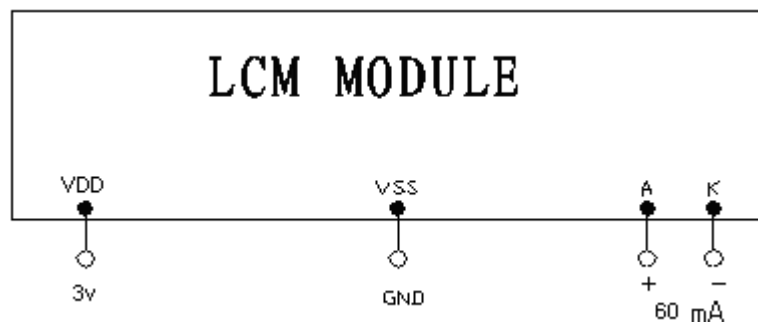 LCM MODULE
VDD VSS A K
3v GND + −
60 mA